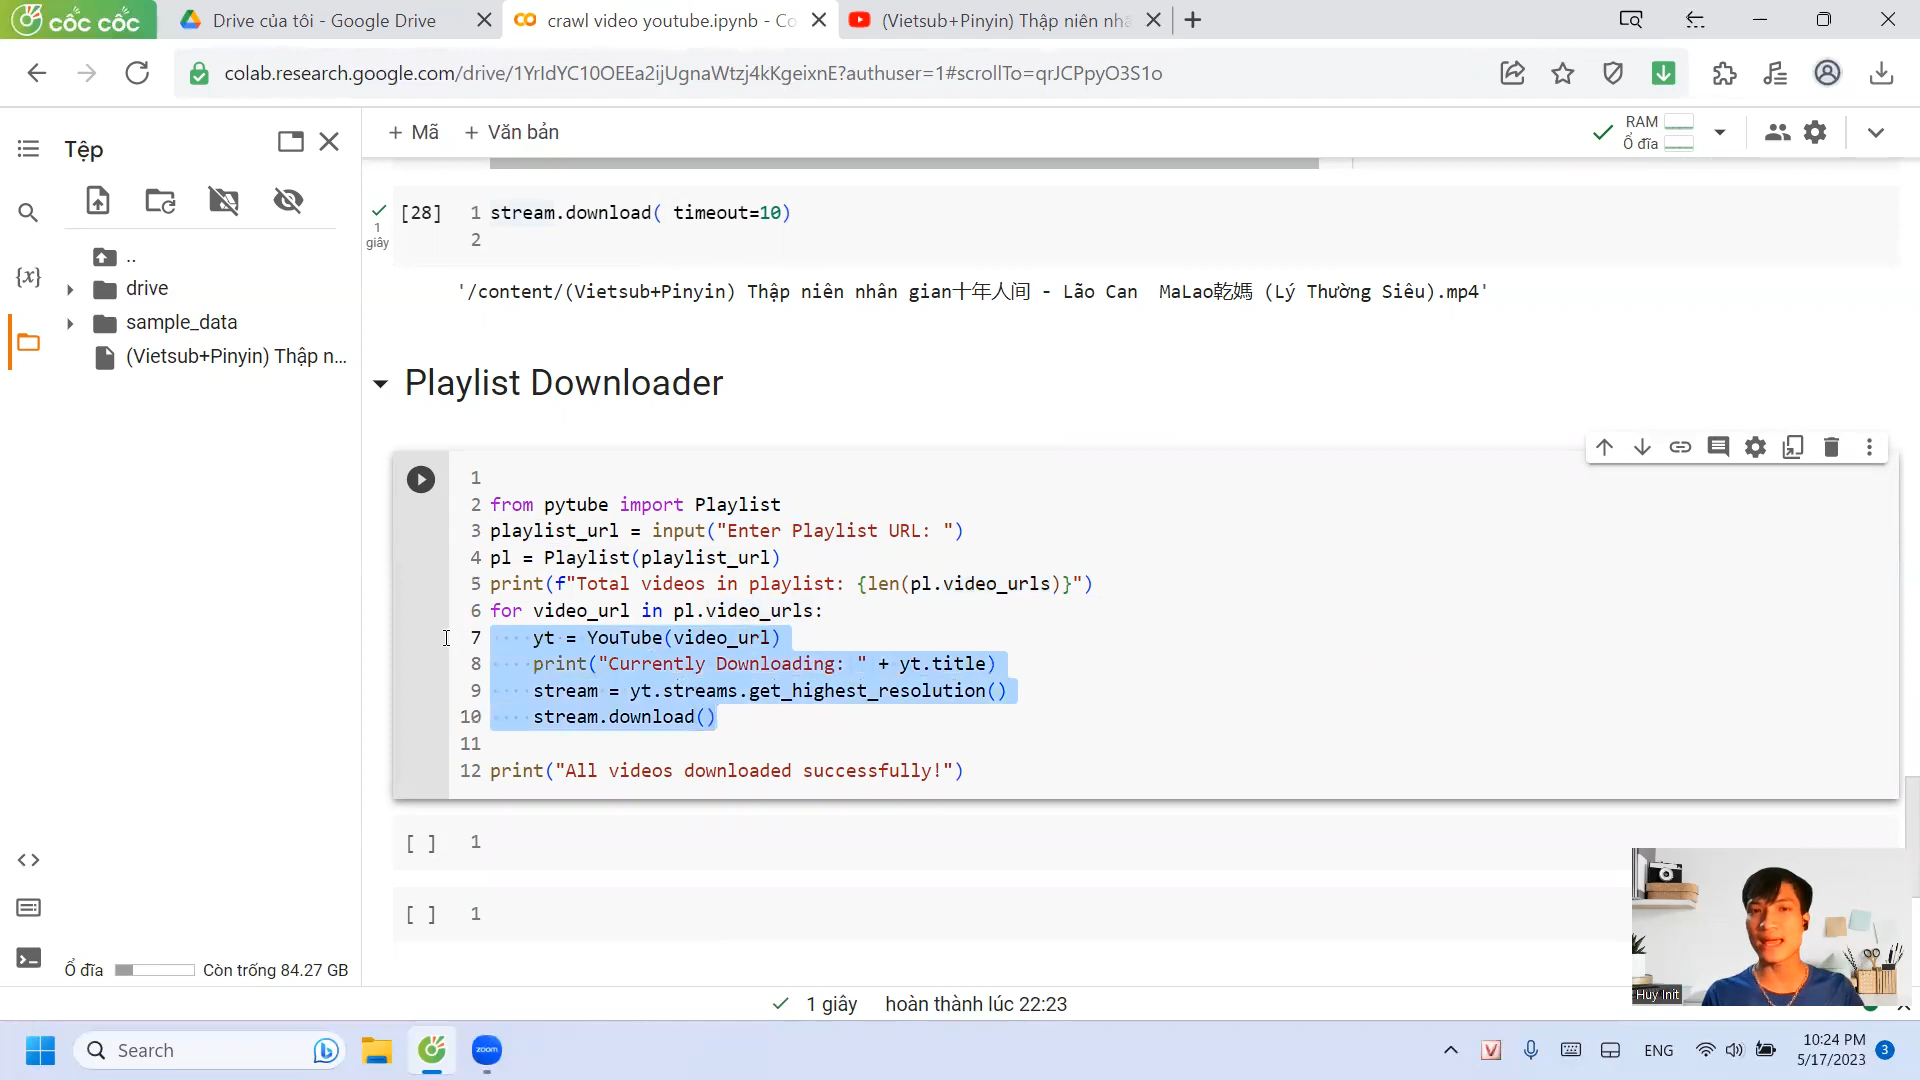 cốc cốc
Drive của tôi - Google Drive
crawl video youtube.ipynb - Co
(Vietsub+Pinyin) Thập niên nhâ
colab.research.google.com/drive/1YrIdYC10OEEa2ijUgnaWtzj4kKgeixnE?authuser=1#scrollTo=qrJCPpyO3S1o
Tệp
+ Mã
+ Văn bản
RAM
Ổ đĩa
..
drive
sample_data
(Vietsub+Pinyin) Thập n...
1
giây
[28]
1 stream.download( timeout=10)
2
'/content/(Vietsub+Pinyin) Thập niên nhân gian十年人间 - Lão Can  MaLao乾媽 (Lý Thường Siêu).mp4'
Playlist Downloader
1
2 from pytube import Playlist
3 playlist_url = input("Enter Playlist URL: ")
4 pl = Playlist(playlist_url)
5 print(f"Total videos in playlist: {len(pl.video_urls)}")
6 for video_url in pl.video_urls:
7     yt = YouTube(video_url)
8     print("Currently Downloading: " + yt.title)
9     stream = yt.streams.get_highest_resolution()
10     stream.download()
11
12 print("All videos downloaded successfully!")
[ ] 1
[ ] 1
{x}
Ổ đĩa
Còn trống 84.27 GB
1 giây
hoàn thành lúc 22:23
Huy Init
Search
zoom
V
ENG
10:24 PM
5/17/2023
3